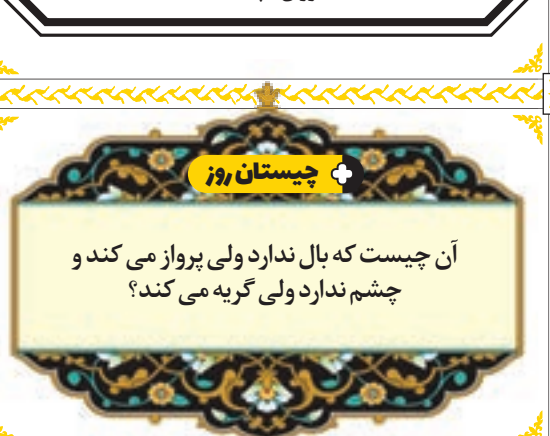 چیستان روز
آن چیست که بال ندارد ولی پرواز می کند و
چشم ندارد ولی گریه می کند؟